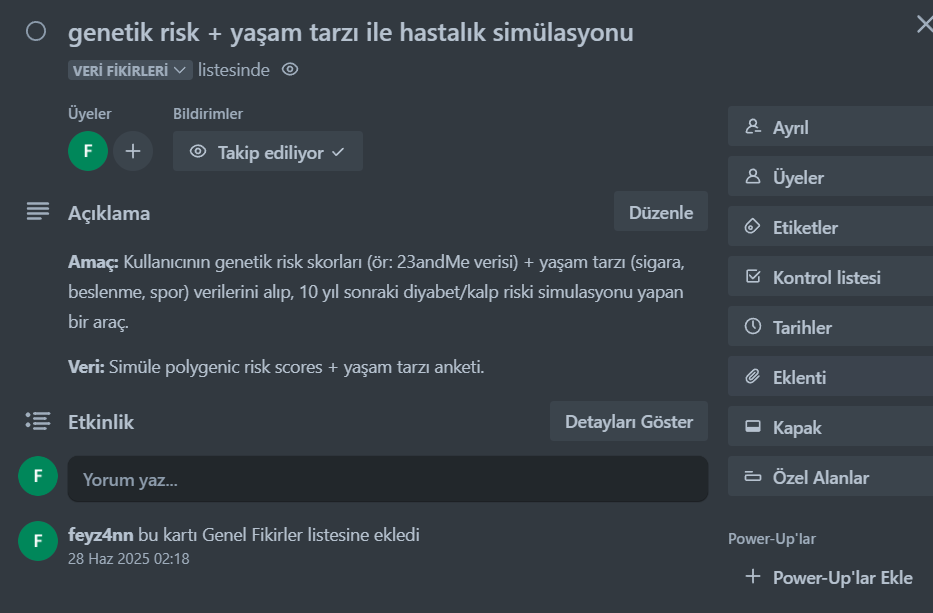 genetik risk + yaşam tarzı ile hastalık simülasyonu
VERİ FİKİRLERİ listesinde
Üyeler
Bildirimler
F
Takip ediliyor
Açıklama
Düzenle
Amaç: Kullanıcının genetik risk skorları (ör: 23andMe verisi) + yaşam tarzı (sigara,
beslenme, spor) verilerini alıp, 10 yıl sonraki diyabet/kalp riski simulasyonu yapan
bir araç.
Veri: Simüle polygenic risk scores + yaşam tarzı anketi.
Etkinlik
Detayları Göster
F
Yorum yaz...
F
feyz4nn bu kartı Genel Fikirler listesine ekledi
28 Haz 2025 02:18
Ayrıl
Üyeler
Etiketler
Kontrol listesi
Tarihler
Eklenti
Kapak
Özel Alanlar
Power-Up'lar
+ Power-Up'lar Ekle